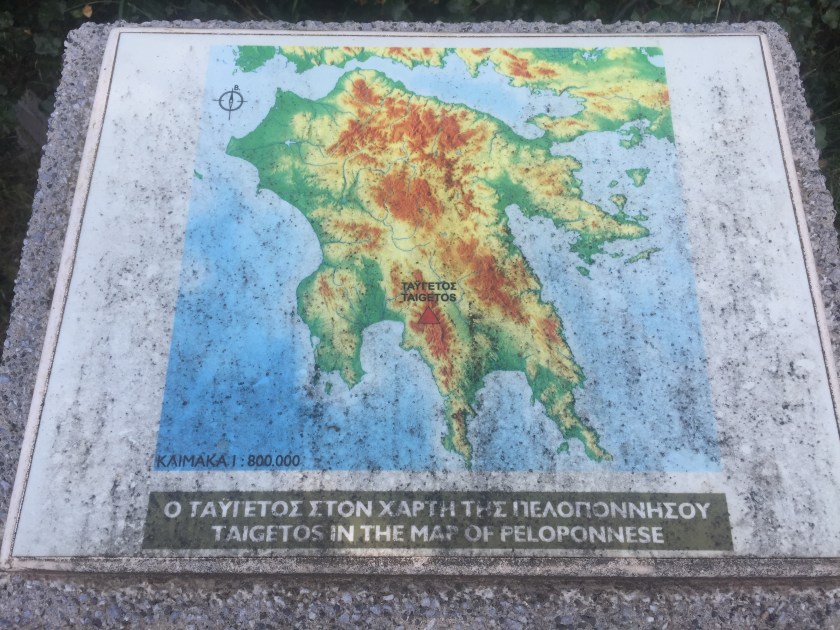 ΤΑΫΓΕΤΟΣ
TAIGETOS
ΚΛΙΜΑΚΑ 1 : 800.000
Ο ΤΑΫΓΕΤΟΣ ΣΤΟΝ ΧΑΡΤΗ ΤΗΣ ΠΕΛΟΠΟΝΝΗΣΟΥ
TAIGETOS IN THE MAP OF PELOPONNESE